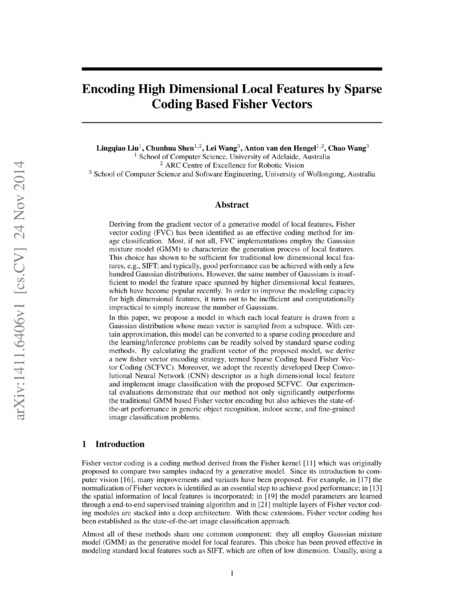 Encoding High Dimensional Local Features by Sparse
Coding Based Fisher Vectors
Lingqiao Liu1, Chunhua Shen1,2, Lei Wang3, Anton van den Hengel1,2, Chao Wang3
1 School of Computer Science, University of Adelaide, Australia
2 ARC Centre of Excellence for Robotic Vision
3 School of Computer Science and Software Engineering, University of Wollongong, Australia
Abstract
Deriving from the gradient vector of a generative model of local features, Fisher
vector coding (FVC) has been identified as an effective coding method for im-
age classification. Most, if not all, FVC implementations employ the Gaussian
mixture model (GMM) to characterize the generation process of local features.
This choice has shown to be sufficient for traditional low dimensional local fea-
tures, e.g., SIFT; and typically, good performance can be achieved with only a few
hundred Gaussian distributions. However, the same number of Gaussians is insuf-
ficient to model the feature space spanned by higher dimensional local features,
which have become popular recently. In order to improve the modeling capacity
for high dimensional features, it turns out to be inefficient and computationally
impractical to simply increase the number of Gaussians.
In this paper, we propose a model in which each local feature is drawn from a
Gaussian distribution whose mean vector is sampled from a subspace. With cer-
tain approximation, this model can be converted to a sparse coding procedure and
the learning/inference problems can be readily solved by standard sparse coding
methods. By calculating the gradient vector of the proposed model, we derive
a new fisher vector encoding strategy, termed Sparse Coding based Fisher Vec-
tor Coding (SCFVC). Moreover, we adopt the recently developed Deep Convo-
lutional Neural Network (CNN) descriptor as a high dimensional local feature
and implement image classification with the proposed SCFVC. Our experimen-
tal evaluations demonstrate that our method not only significantly outperforms
the traditional GMM based Fisher vector encoding but also achieves the state-of-
the-art performance in generic object recognition, indoor scene, and fine-grained
image classification problems.
1 Introduction
Fisher vector coding is a coding method derived from the Fisher kernel [11] which was originally
proposed to compare two samples induced by a generative model. Since its introduction to com-
puter vision [16], many improvements and variants have been proposed. For example, in [17] the
normalization of Fisher vectors is identified as an essential step to achieve good performance; in [13]
the spatial information of local features is incorporated; in [19] the model parameters are learned
through a end-to-end supervised training algorithm and in [21] multiple layers of Fisher vector cod-
ing modules are stacked into a deep architecture. With these extensions, Fisher vector coding has
been established as the state-of-the-art image classification approach.
Almost all of these methods share one common component: they all employ Gaussian mixture
model (GMM) as the generative model for local features. This choice has been proved effective in
modeling standard local features such as SIFT, which are often of low dimension. Usually, using a
1
arXiv:1411.6406v1 [cs.CV] 24 Nov 2014